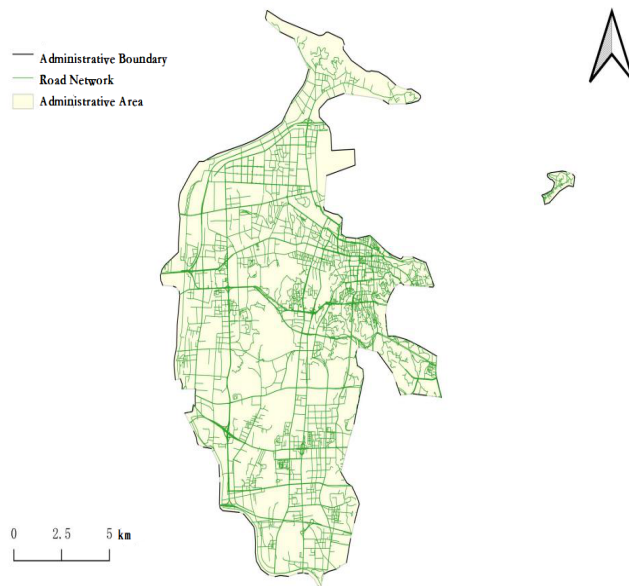 Administrative Boundary
Road Network
Administrative Area
0 2.5 5 km